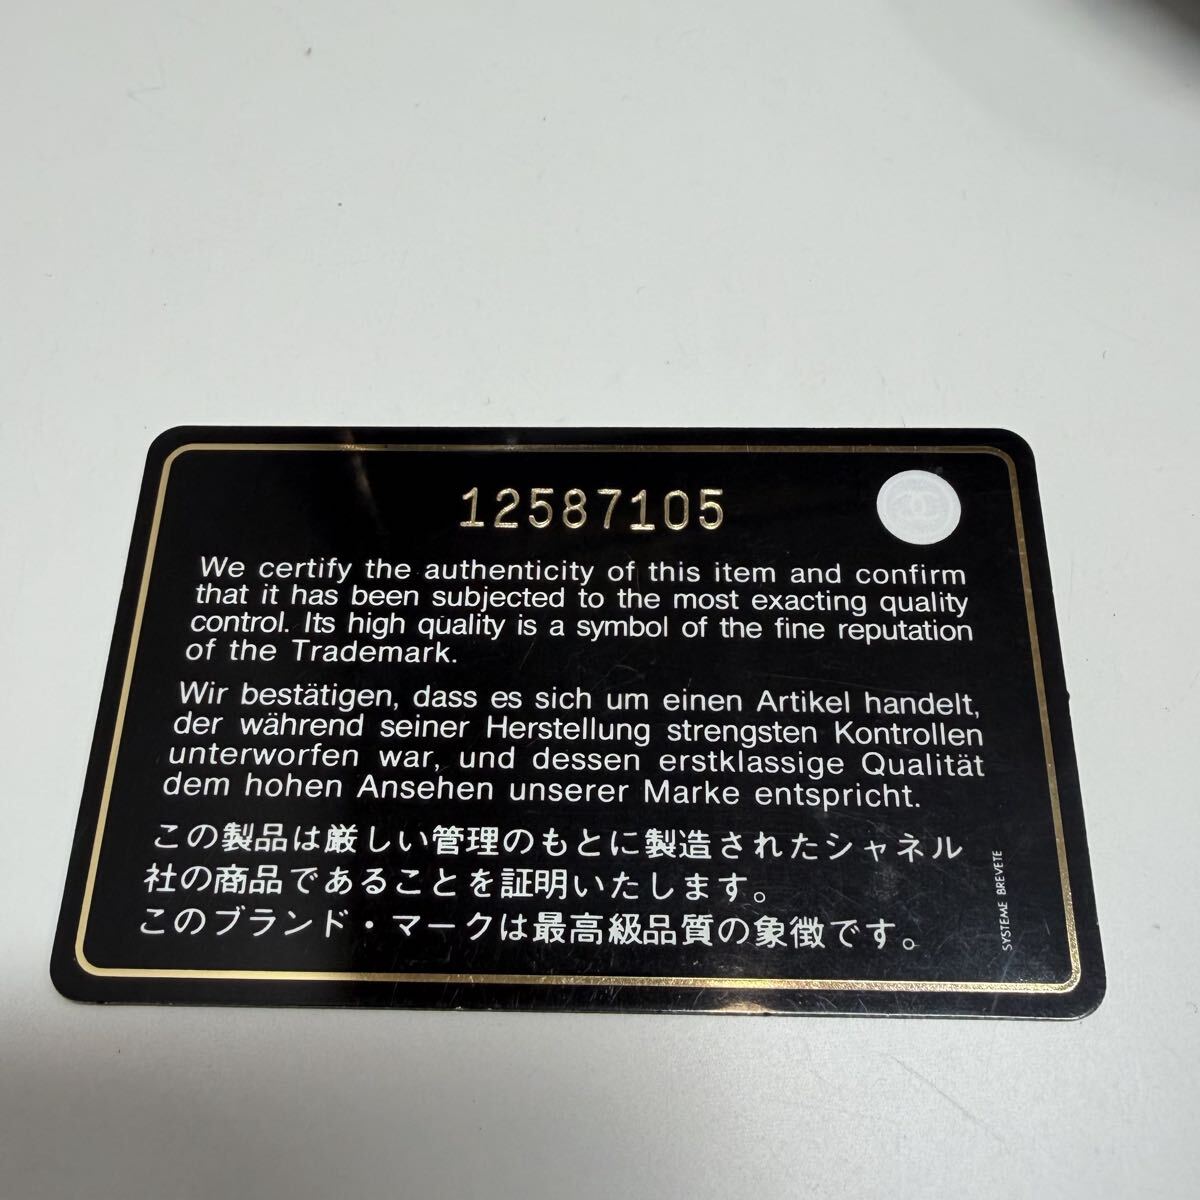 12587105
We certify the authenticity of this item and confirm
that it has been subjected to the most exacting quality
control. Its high quality is a symbol of the fine reputation
of the Trademark.
Wir bestätigen, dass es sich um einen Artikel handelt,
der während seiner Herstellung strengsten Kontrollen
unterworfen war, und dessen erstklassige Qualität
dem hohen Ansehen unserer Marke entspricht.
この製品は厳しい管理のもとに製造されたシャネル
社の商品であることを証明いたします。
このブランド・マークは最高級品質の象徴です。
SYSTEME BREVETE